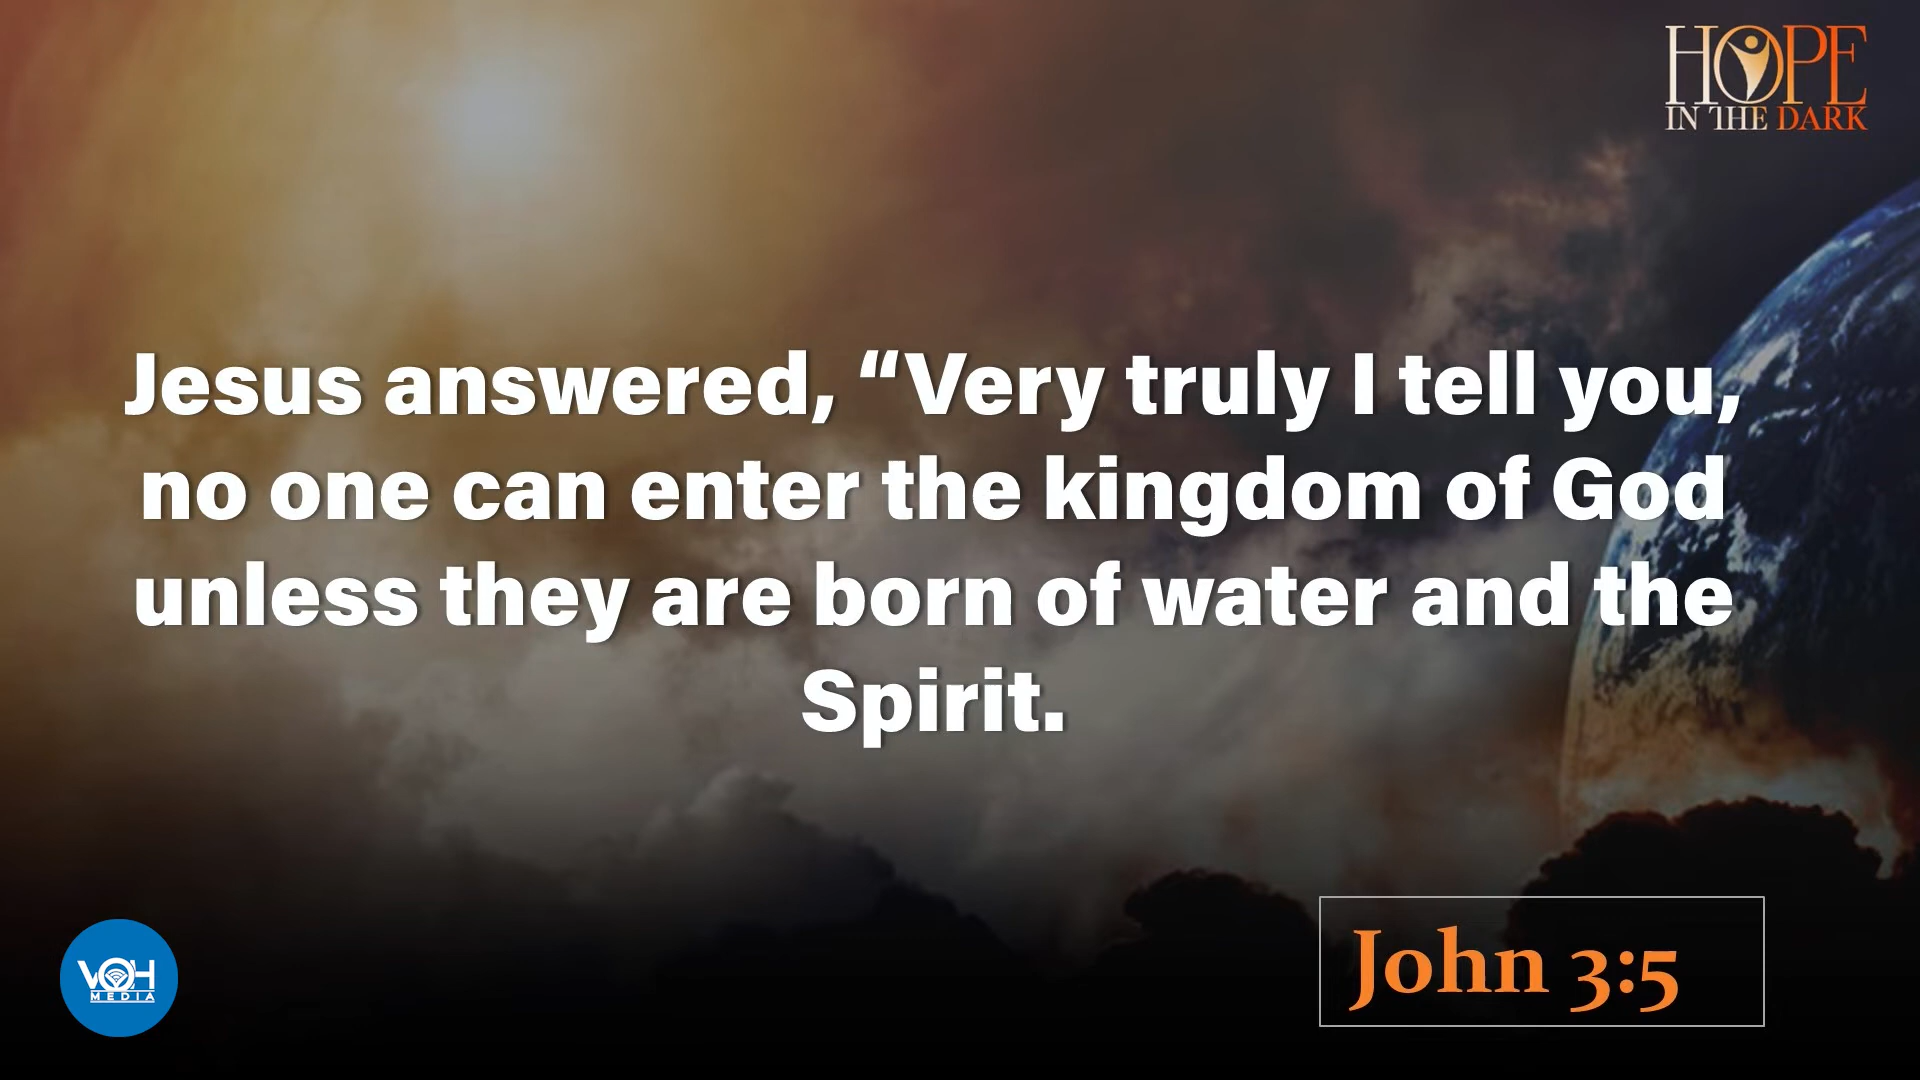 HOPE
IN THE DARK
Jesus answered, “Very truly I tell you,
no one can enter the kingdom of God
unless they are born of water and the
Spirit.
VOH
MEDIA
John 3:5